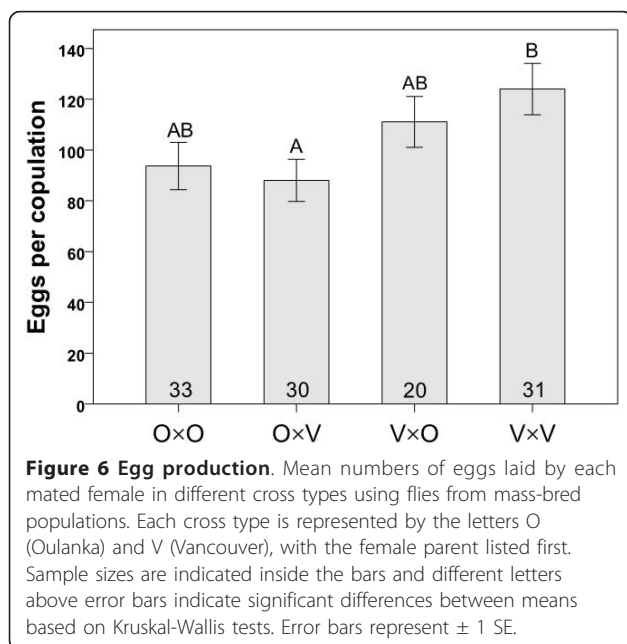 140
120
100
80
60
40
20
0
Eggs per copulation
AB
A
AB
B
33
30
20
31
O×O
O×V
V×O
V×V
Figure 6 Egg production. Mean numbers of eggs laid by each
mated female in different cross types using flies from mass-bred
populations. Each cross type is represented by the letters O
(Oulanka) and V (Vancouver), with the female parent listed first.
Sample sizes are indicated inside the bars and different letters
above error bars indicate significant differences between means
based on Kruskal-Wallis tests. Error bars represent ± 1 SE.